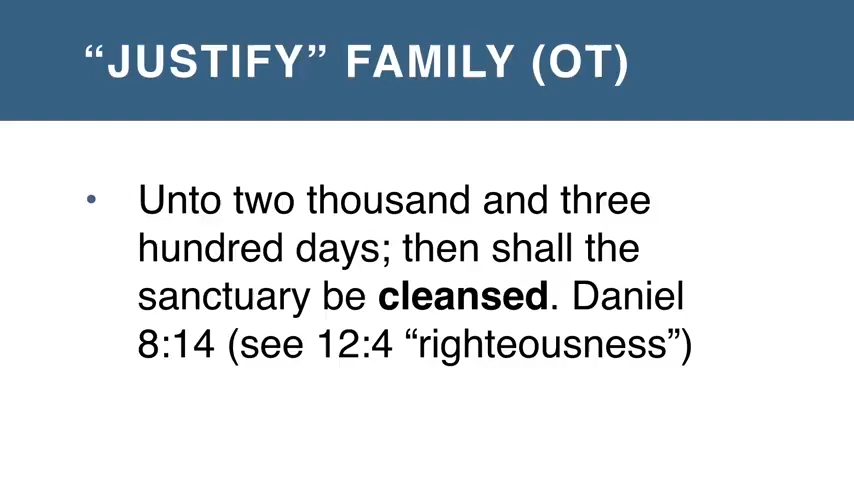 “JUSTIFY” FAMILY (OT)
• Unto two thousand and three
hundred days; then shall the
sanctuary be cleansed. Daniel
8:14 (see 12:4 “righteousness”)